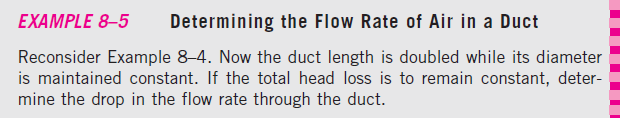 EXAMPLE 8–5 Determining the Flow Rate of Air in a Duct
Reconsider Example 8–4. Now the duct length is doubled while its diameter
is maintained constant. If the total head loss is to remain constant, deter-
mine the drop in the flow rate through the duct.